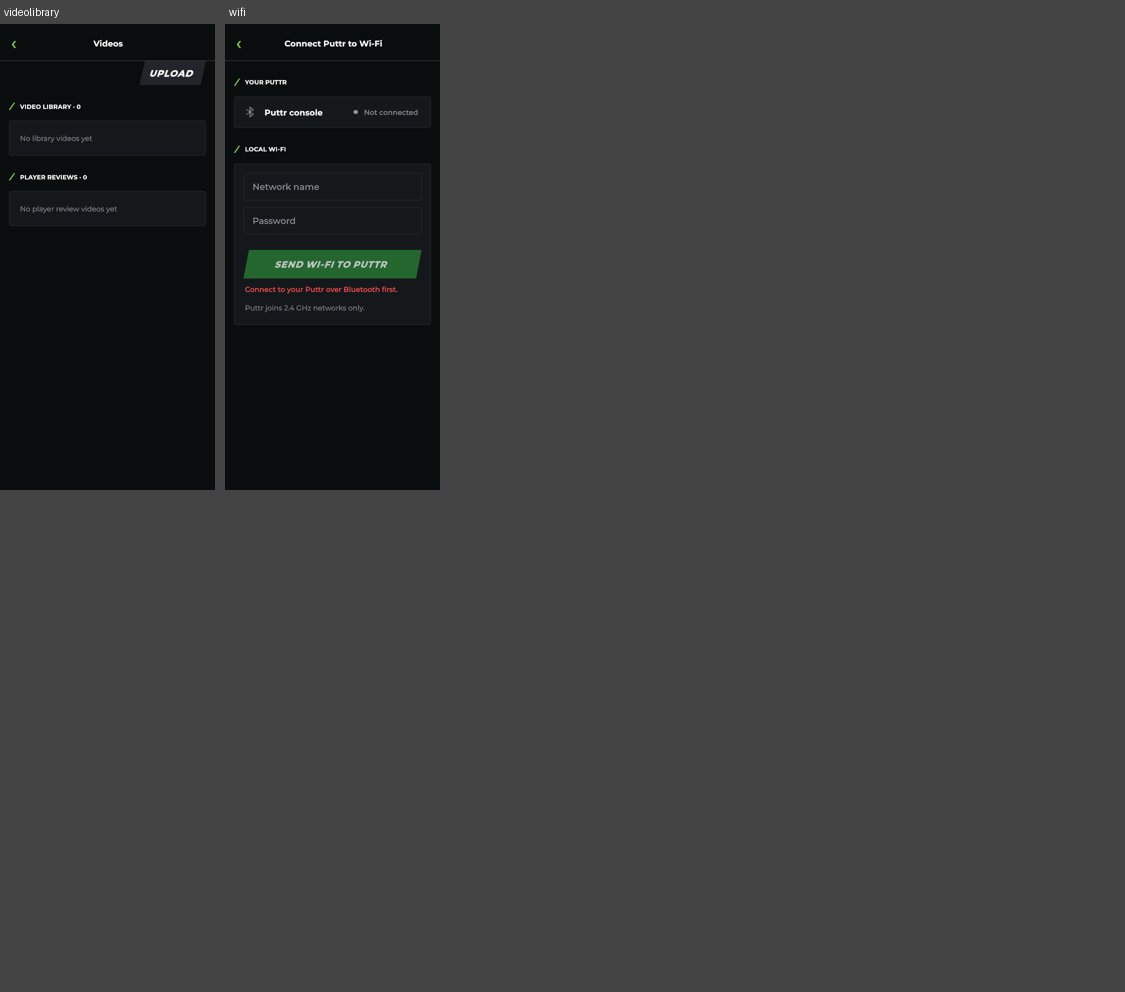 videolibrary
Videos
UPLOAD
VIDEO LIBRARY · 0
No library videos yet
PLAYER REVIEWS · 0
No player review videos yet
wifi
Connect Puttr to Wi-Fi
YOUR PUTTR
Puttr console
Not connected
LOCAL WI-FI
Network name
Password
SEND WI-FI TO PUTTR
Connect to your Puttr over Bluetooth first.
Puttr joins 2.4 GHz networks only.